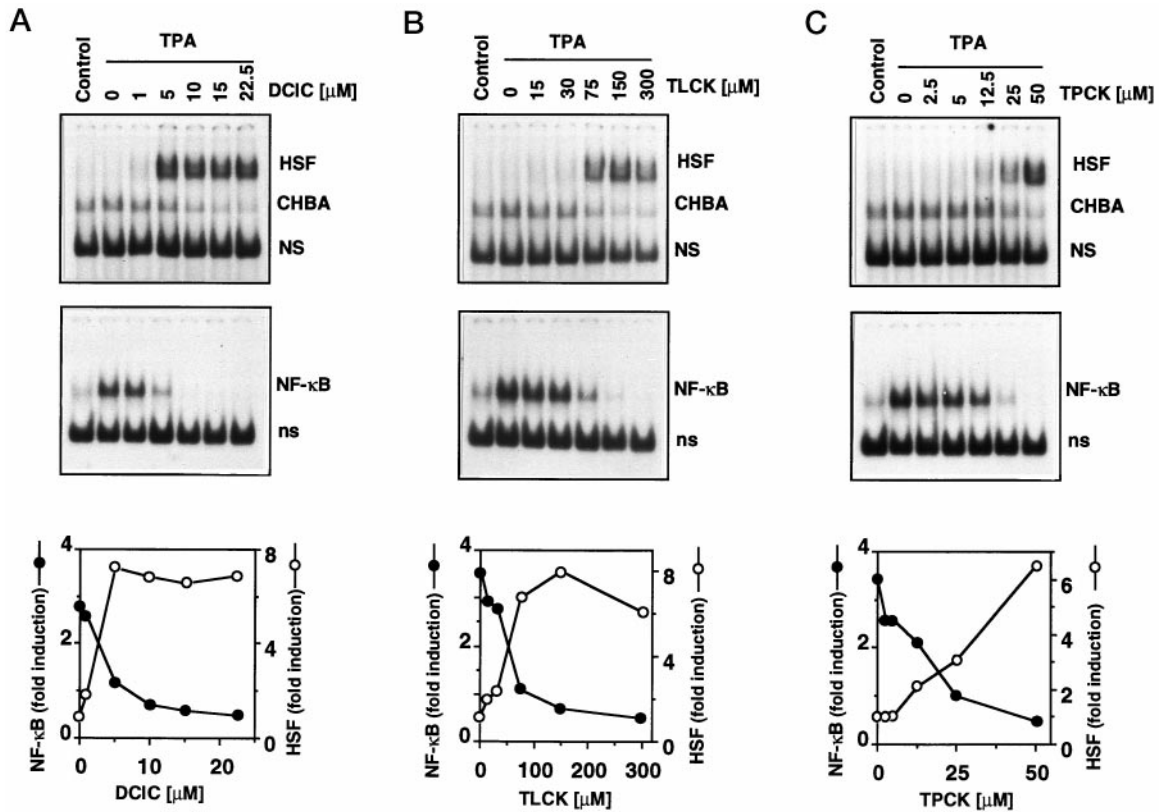 A
TPA
Control
0
1
5
10
15
22.5
DCIC [μM]
HSF
CHBA
NS
NF-κB
ns
NF-κB (fold induction)
4
2
0
HSF (fold induction)
8
6
4
2
0
0 10 20
DCIC [μM]
B
TPA
Control
0
15
30
75
150
300
TLCK [μM]
HSF
CHBA
NS
NF-κB
ns
NF-κB (fold induction)
4
2
0
HSF (fold induction)
8
6
4
2
0
0 100 200 300
TLCK [μM]
C
TPA
Control
0
2.5
5
12.5
25
50
TPCK [μM]
HSF
CHBA
NS
NF-κB
ns
NF-κB (fold induction)
4
2
0
HSF (fold induction)
6
4
2
0
0 25 50
TPCK [μM]